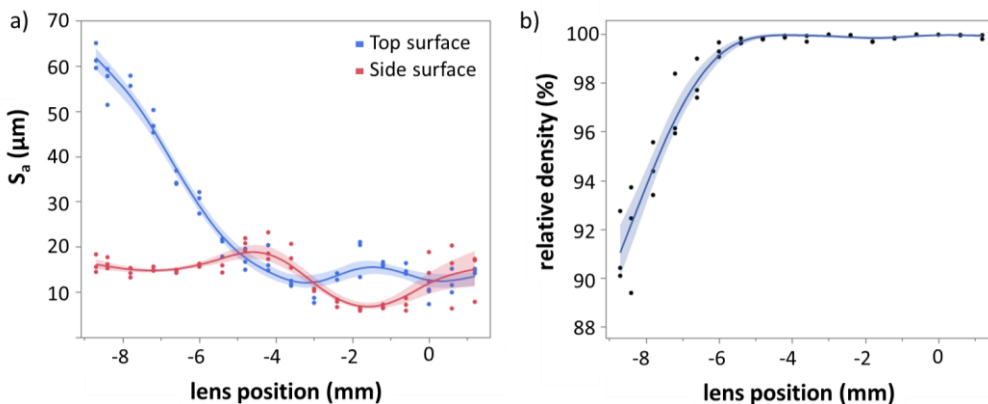 a)
70
60
50
40
30
20
10
Sₐ (µm)
Top surface
Side surface
-8 -6 -4 -2 0
lens position (mm)
b)
100
98
96
94
92
90
88
relative density (%)
-8 -6 -4 -2 0
lens position (mm)